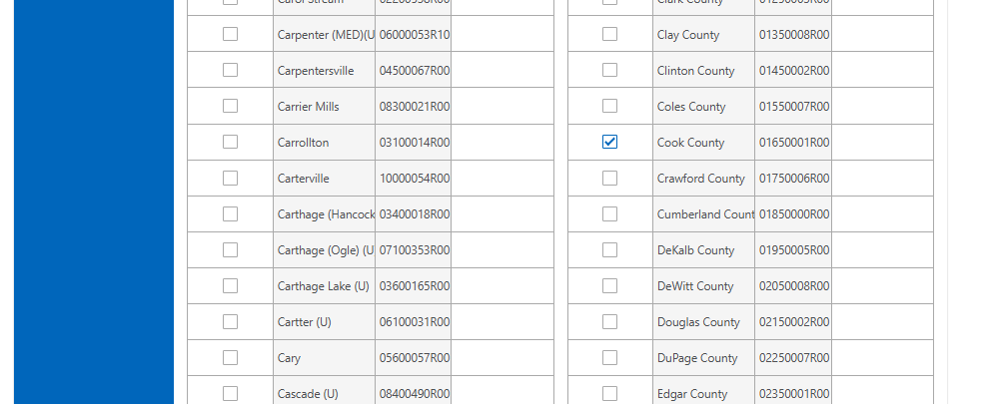 Carol Stream 02200958R00 Clark County 01250005R00
Carpenter (MED)(U 06000053R10 Clay County 01350008R00
Carpentersville 04500067R00 Clinton County 01450002R00
Carrier Mills 08300021R00 Coles County 01550007R00
Carrollton 03100014R00 Cook County 01650001R00
Carterville 10000054R00 Crawford County 01750006R00
Carthage (Hancock 03400018R00 Cumberland Count 01850000R00
Carthage (Ogle) (U 07100353R00 DeKalb County 01950005R00
Carthage Lake (U) 03600165R00 DeWitt County 02050008R00
Cartter (U) 06100031R00 Douglas County 02150002R00
Cary 05600057R00 DuPage County 02250007R00
Cascade (U) 08400490R00 Edgar County 02350001R00